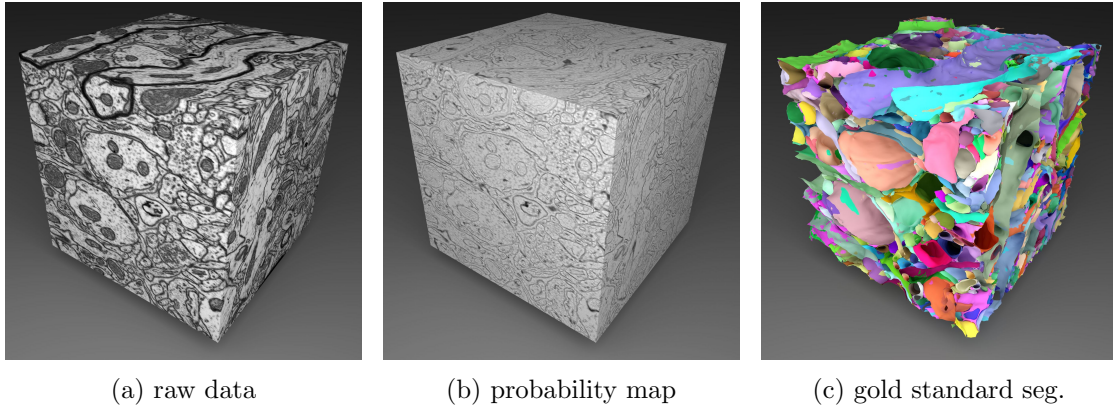 (a) raw data
(b) probability map
(c) gold standard seg.